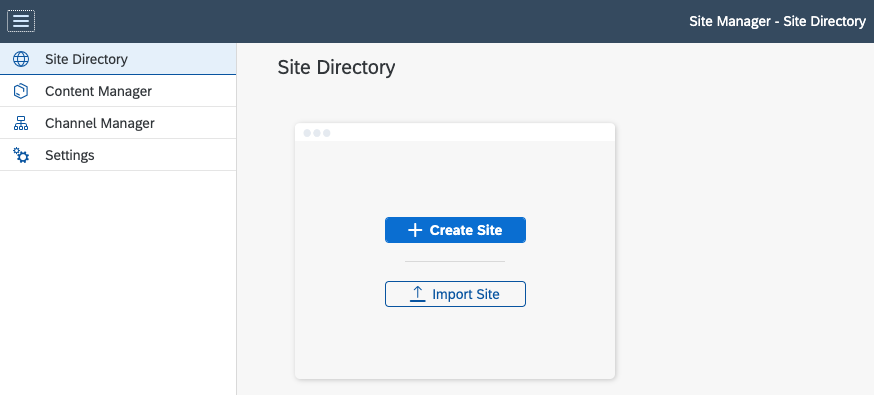 Site Manager - Site Directory
Site Directory
Content Manager
Channel Manager
Settings
Site Directory
Create Site
Import Site